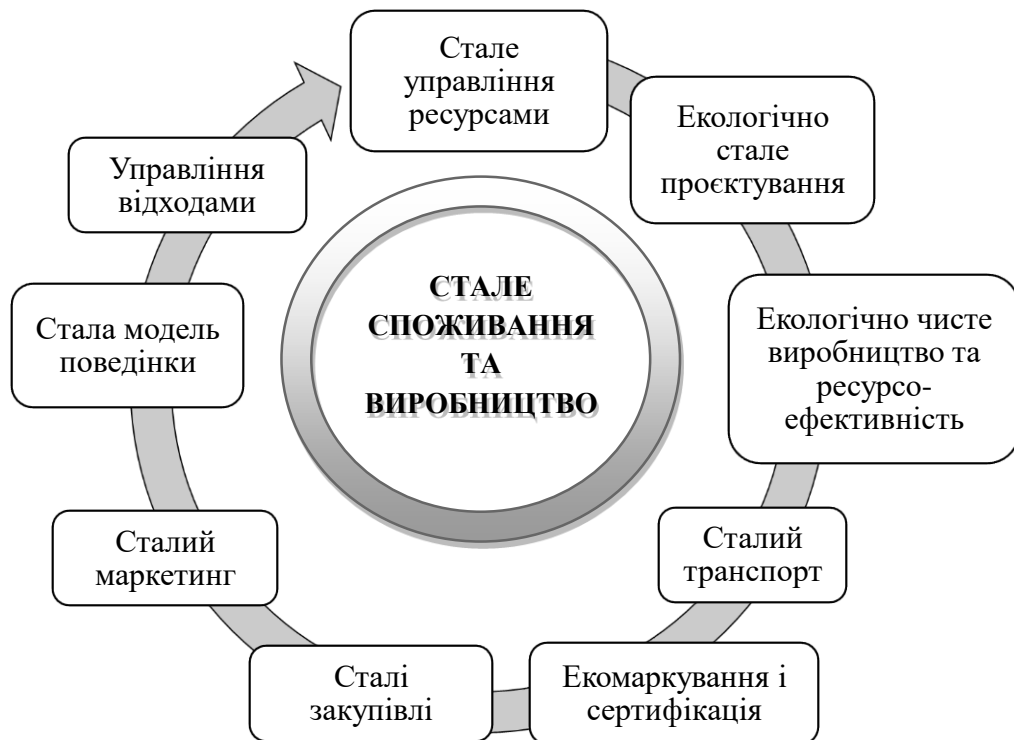 Стале
управління
ресурсами
Екологічно
стале
проєктування
Екологічно чисте
виробництво та
ресурсо-
ефективність
Сталий
транспорт
Екомаркування і
сертифікація
Сталі
закупівлі
Сталий
маркетинг
Стала модель
поведінки
Управління
відходами
СТАЛЕ
СПОЖИВАННЯ
ТА
ВИРОБНИЦТВО